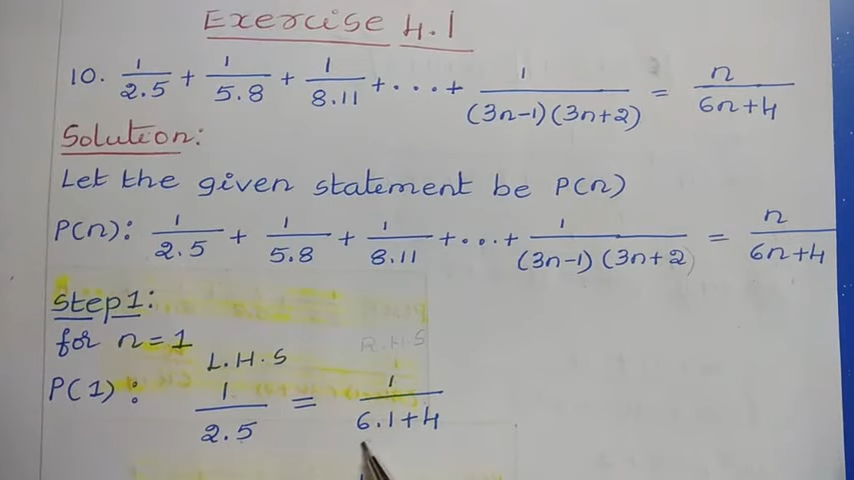 Exercise 4.1
10. 1/2.5 + 1/5.8 + 1/8.11 + ... + 1/(3n-1)(3n+2) = n/6n+4
Solution:
Let the given statement be P(n)
P(n): 1/2.5 + 1/5.8 + 1/8.11 + ... + 1/(3n-1)(3n+2) = n/6n+4
Step1:
for n=1
L.H.S R.H.S
P(1): 1/2.5 = 1/6.1+4